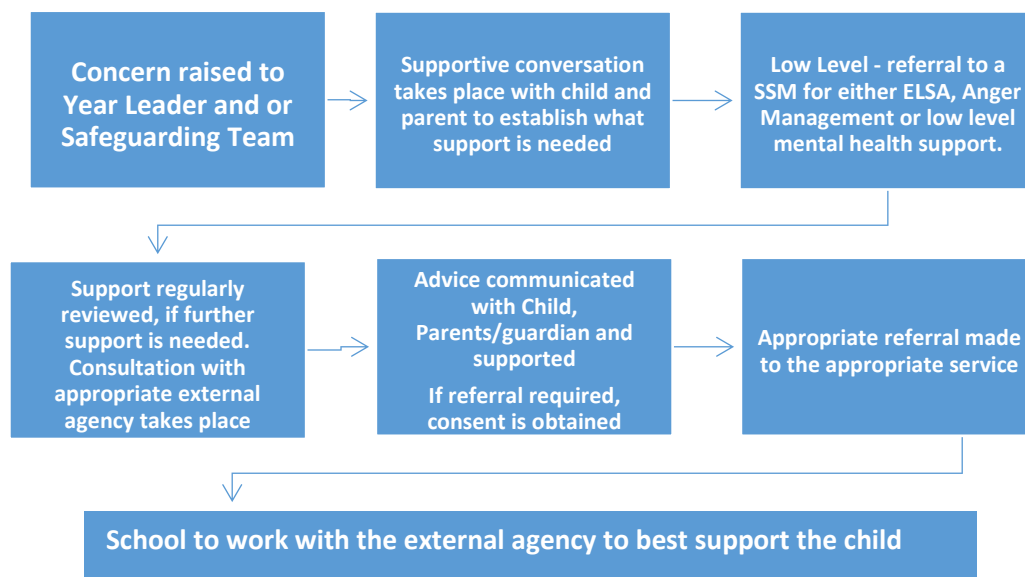 Concern raised to
Year Leader and or
Safeguarding Team
Supportive conversation
takes place with child and
parent to establish what
support is needed
Low Level - referral to a
SSM for either ELSA, Anger
Management or low level
mental health support.
Support regularly
reviewed, if further
support is needed.
Consultation with
appropriate external
agency takes place
Advice communicated
with Child,
Parents/guardian and
supported
If referral required,
consent is obtained
Appropriate referral made
to the appropriate service
School to work with the external agency to best support the child